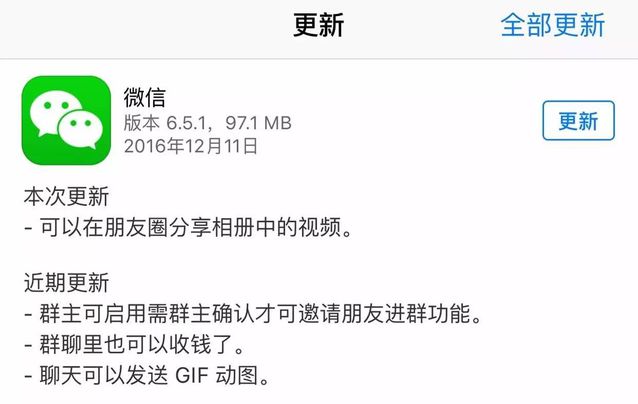 更新
全部更新
微信
版本 6.5.1，97.1 MB
更新
2016年12月11日
本次更新
- 可以在朋友圈分享相册中的视频。
近期更新
- 群主可启用需群主确认才可邀请朋友进群功能。
- 群聊里也可以收钱了。
- 聊天可以发送 GIF 动图。